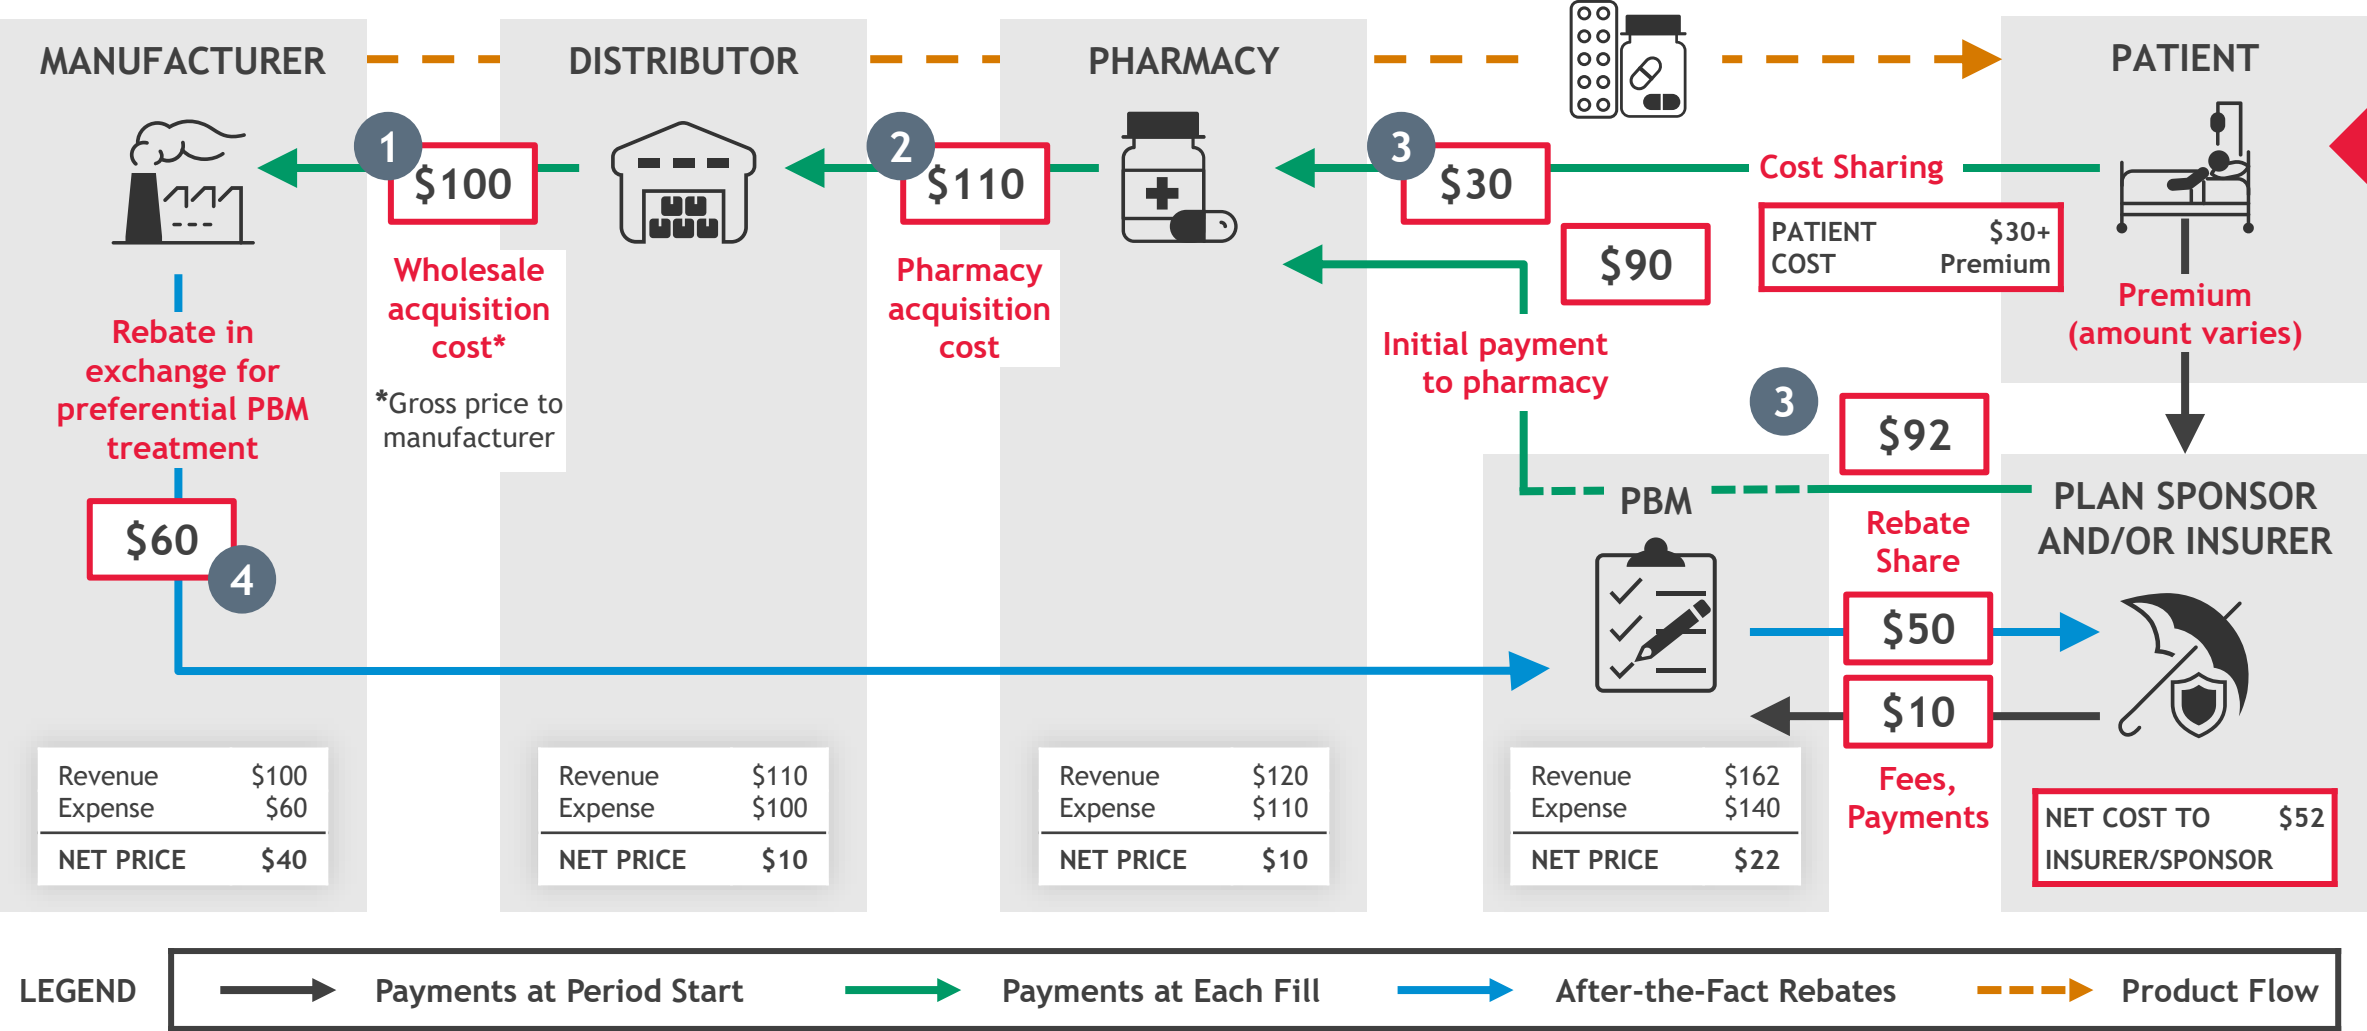 MANUFACTURER
DISTRIBUTOR
PHARMACY
PATIENT
1
$100
2
$110
3
$30
Cost Sharing
$90
PATIENT $30+
COST Premium
Wholesale
acquisition
cost*
*Gross price to
manufacturer
Pharmacy
acquisition
cost
Premium
(amount varies)
Rebate in
exchange for
preferential PBM
treatment
Initial payment
to pharmacy
3
$92
$60
4
PBM
PLAN SPONSOR
AND/OR INSURER
Rebate
Share
$50
$10
Fees,
Payments
Revenue $100
Expense $60
NET PRICE $40
Revenue $110
Expense $100
NET PRICE $10
Revenue $120
Expense $110
NET PRICE $10
Revenue $162
Expense $140
NET PRICE $22
NET COST TO $52
INSURER/SPONSOR
LEGEND
Payments at Period Start
Payments at Each Fill
After-the-Fact Rebates
Product Flow